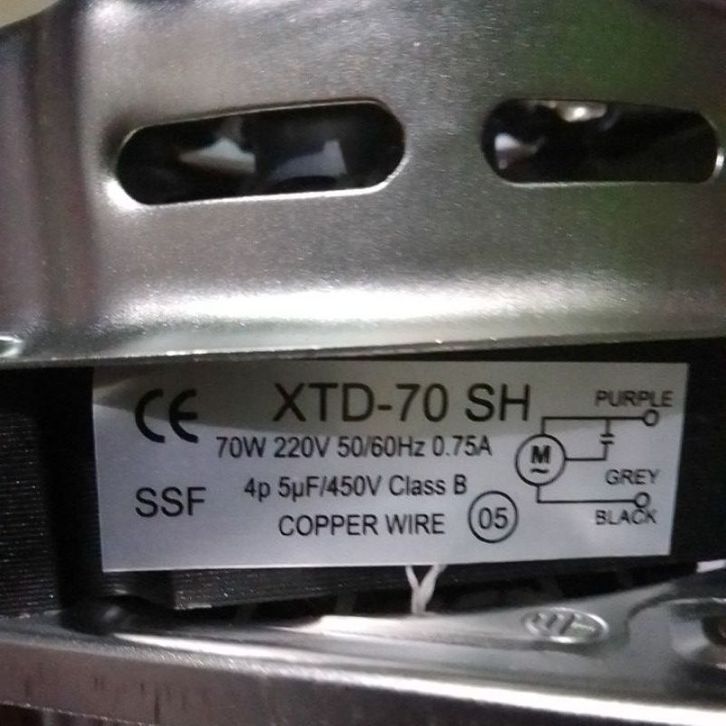 CE XTD-70 SH
70W 220V 50/60Hz 0.75A
SSF 4p 5µF/450V Class B
COPPER WIRE 05
PURPLE
M
~
GREY
BLACK